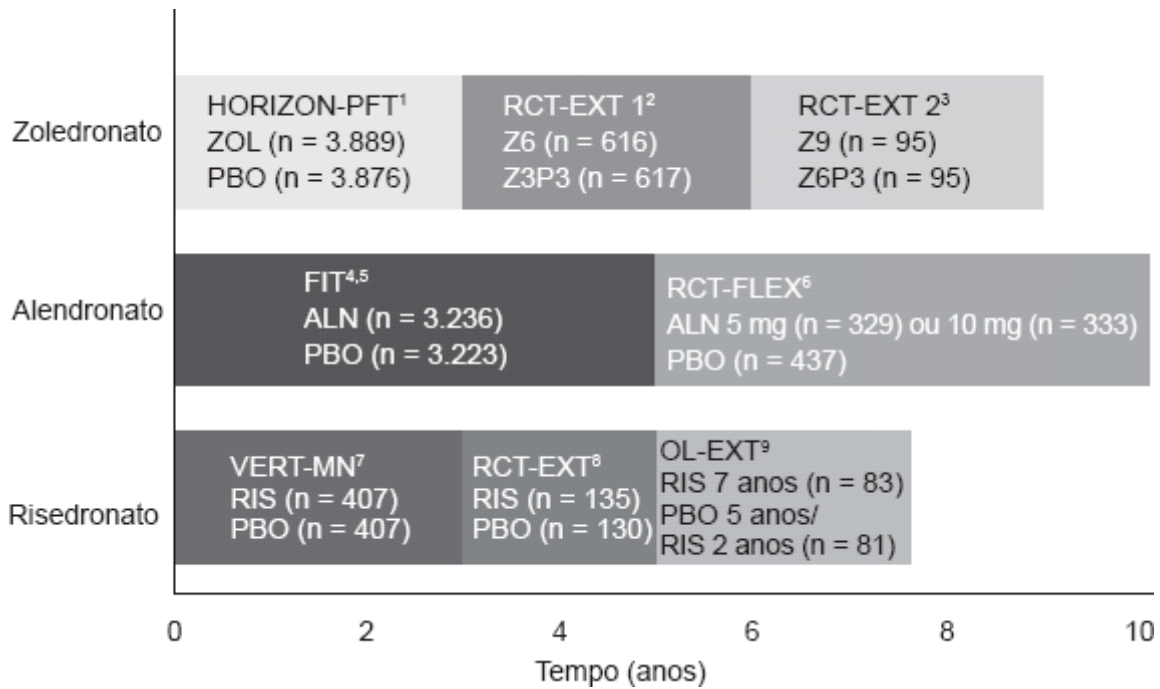 Zoledronato
HORIZON-PFT¹
ZOL (n = 3.889)
PBO (n = 3.876)
RCT-EXT 1²
Z6 (n = 616)
Z3P3 (n = 617)
RCT-EXT 2³
Z9 (n = 95)
Z6P3 (n = 95)
Alendronato
FIT⁴,⁵
ALN (n = 3.236)
PBO (n = 3.223)
RCT-FLEX⁶
ALN 5 mg (n = 329) ou 10 mg (n = 333)
PBO (n = 437)
Risedronato
VERT-MN⁷
RIS (n = 407)
PBO (n = 407)
RCT-EXT⁸
RIS (n = 135)
PBO (n = 130)
OL-EXT⁹
RIS 7 anos (n = 83)
PBO 5 anos/
RIS 2 anos (n = 81)
0 2 4 6 8 10
Tempo (anos)